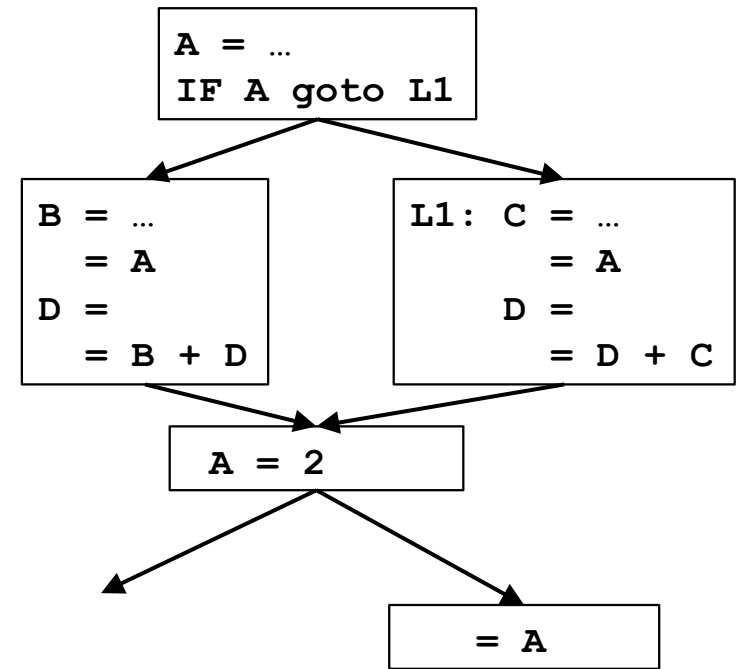 A = …
IF A goto L1
B = …
= A
D =
= B + D
L1: C = …
= A
D =
= D + C
A = 2
= A